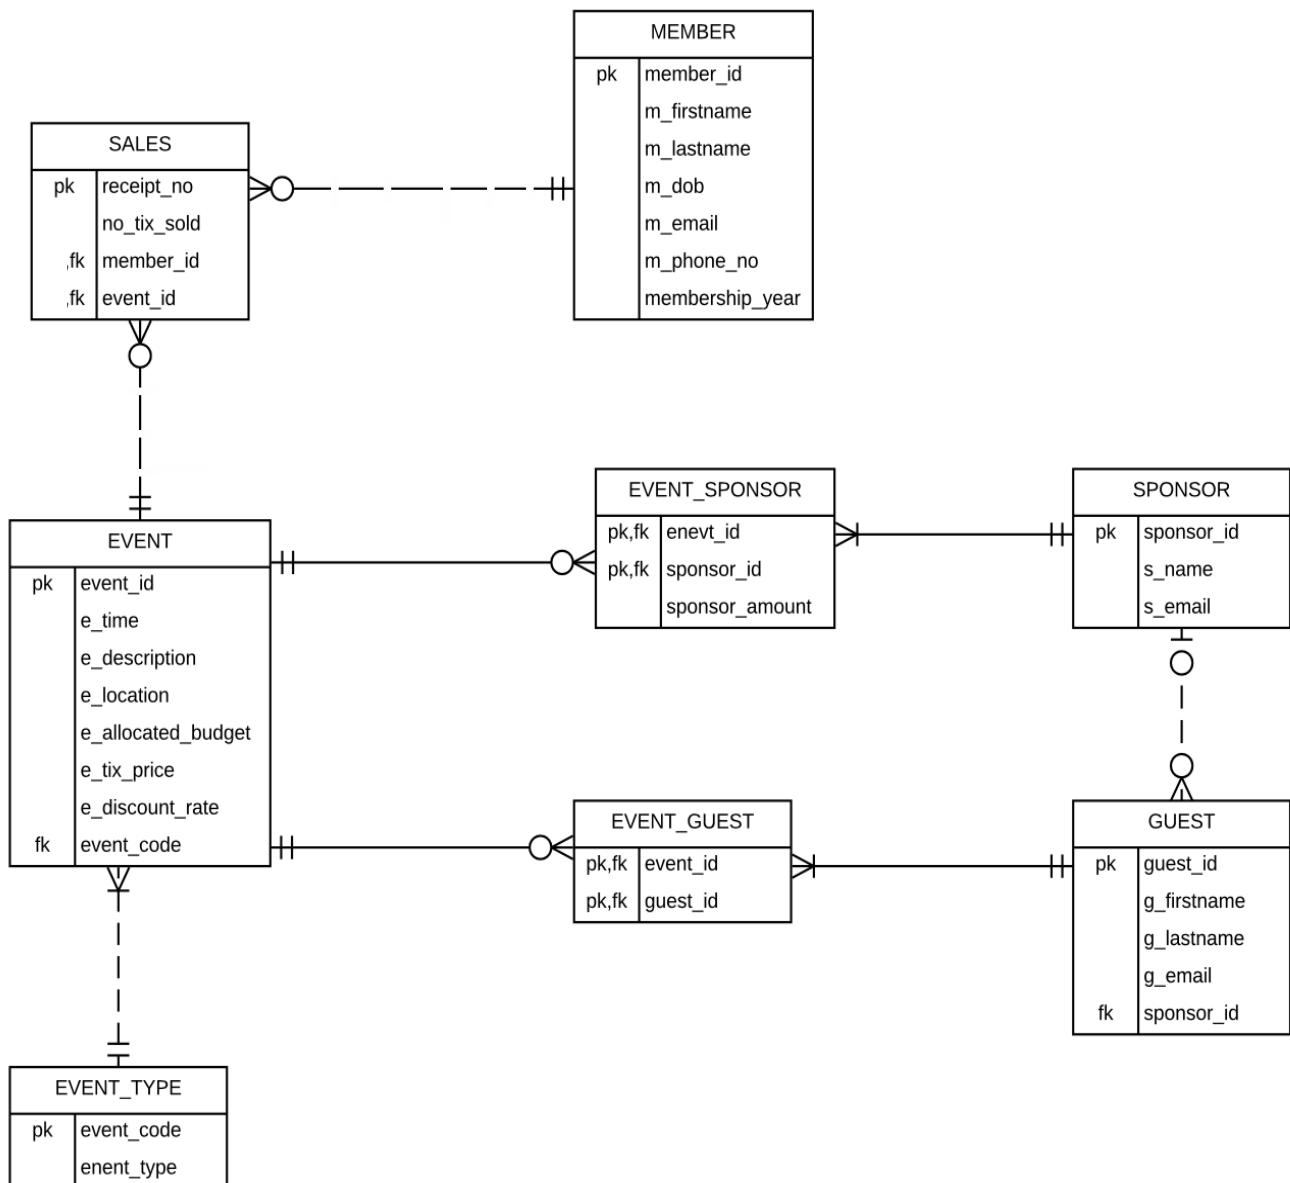 MEMBER
pk member_id
m_firstname
m_lastname
m_dob
m_email
m_phone_no
membership_year
SALES
pk receipt_no
no_tix_sold
,fk member_id
,fk event_id
EVENT
pk event_id
e_time
e_description
e_location
e_allocated_budget
e_tix_price
e_discount_rate
fk event_code
EVENT_SPONSOR
pk,fk enevt_id
pk,fk sponsor_id
sponsor_amount
SPONSOR
pk sponsor_id
s_name
s_email
EVENT_GUEST
pk,fk event_id
pk,fk guest_id
GUEST
pk guest_id
g_firstname
g_lastname
g_email
fk sponsor_id
EVENT_TYPE
pk event_code
enent_type